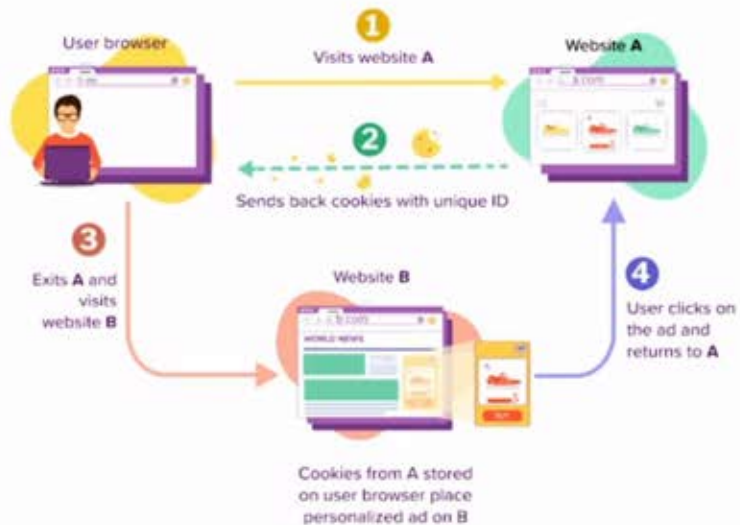 1
User browser
Visits website A
Website A
a.com
2
Sends back cookies with unique ID
3
Exits A and
visits
website B
Website B
b.com
WORLD NEWS
4
User clicks on
the ad and
returns to A
BUY
Cookies from A stored
on user browser place
personalized ad on B